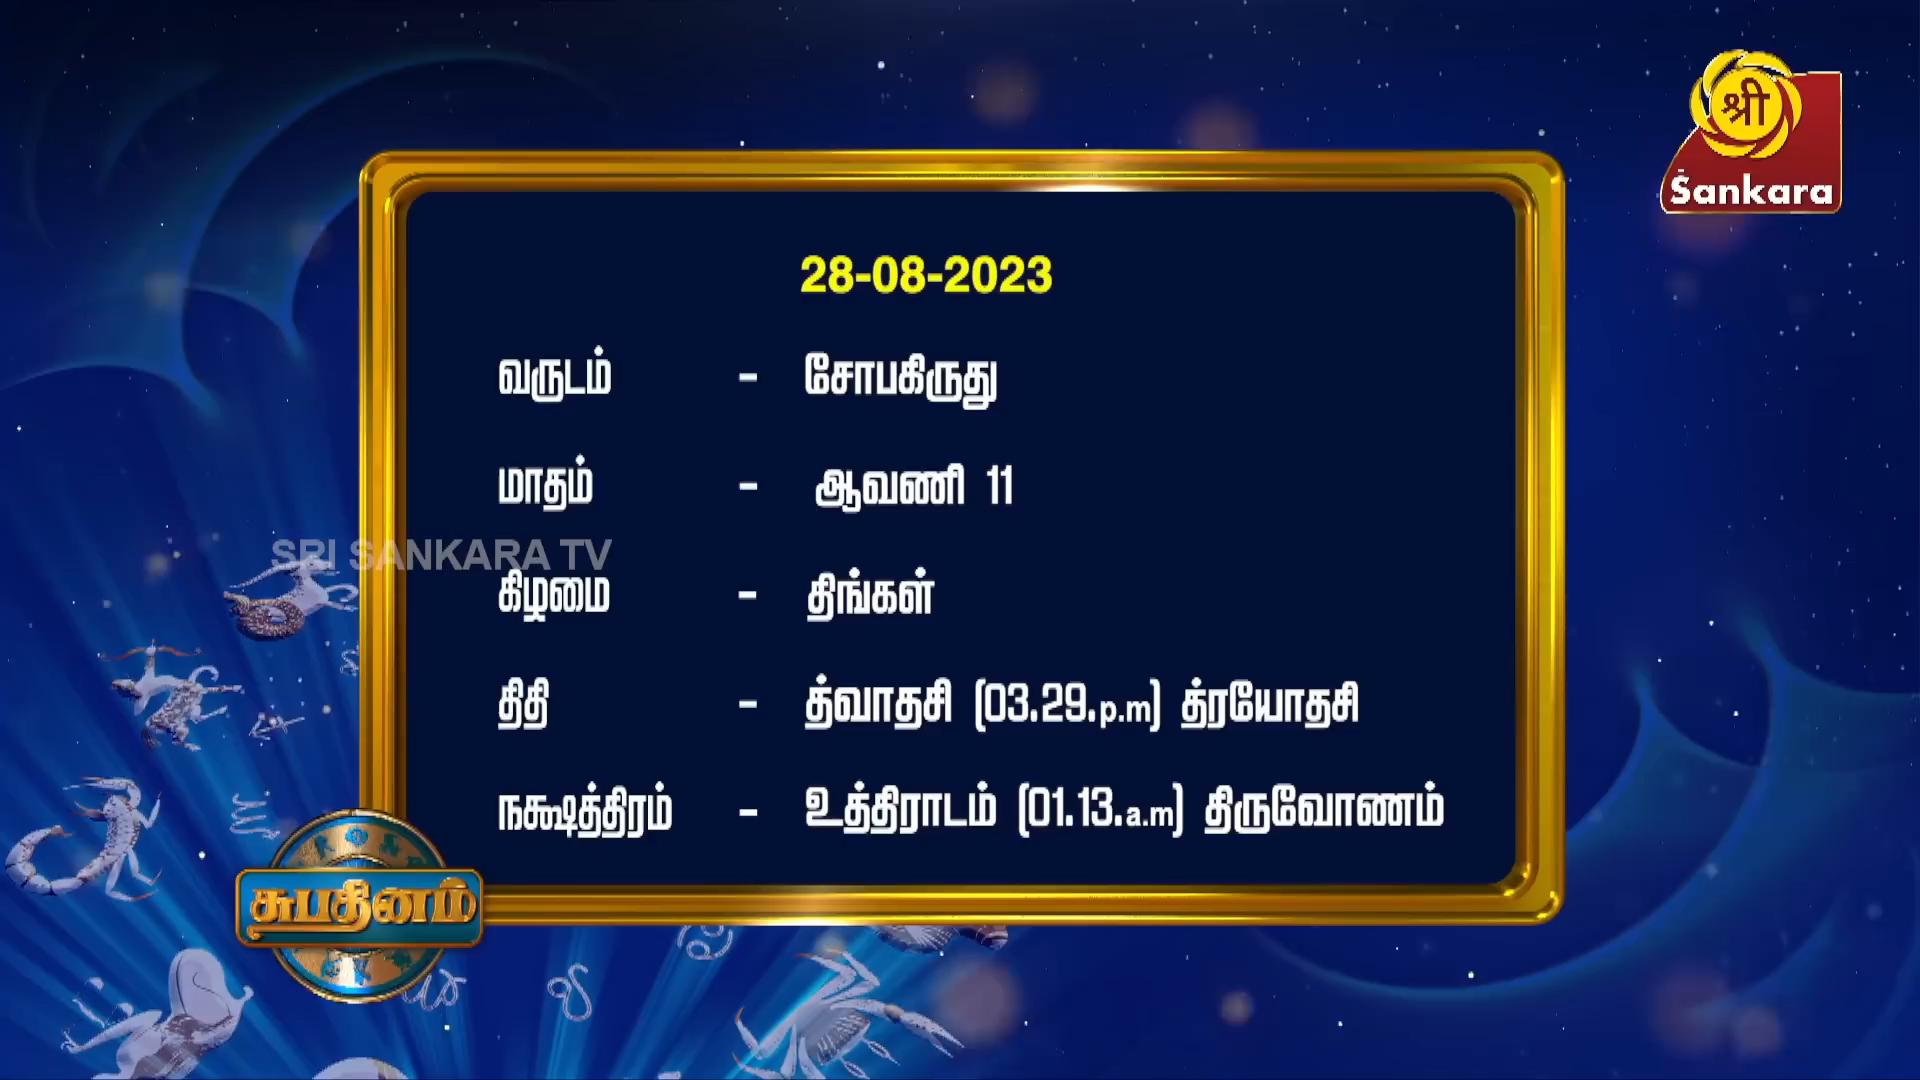 श्री
Sankara
28-08-2023
வருடம் - சோபகிருது
மாதம் - ஆவணி 11
SRI SANKARA TV
கிழமை - திங்கள்
திதி - த்வாதசி (03.29.p.m) த்ரயோதசி
நக்ஷத்திரம் - உத்திராடம் (01.13.a.m) திருவோணம்
சுபதினம்